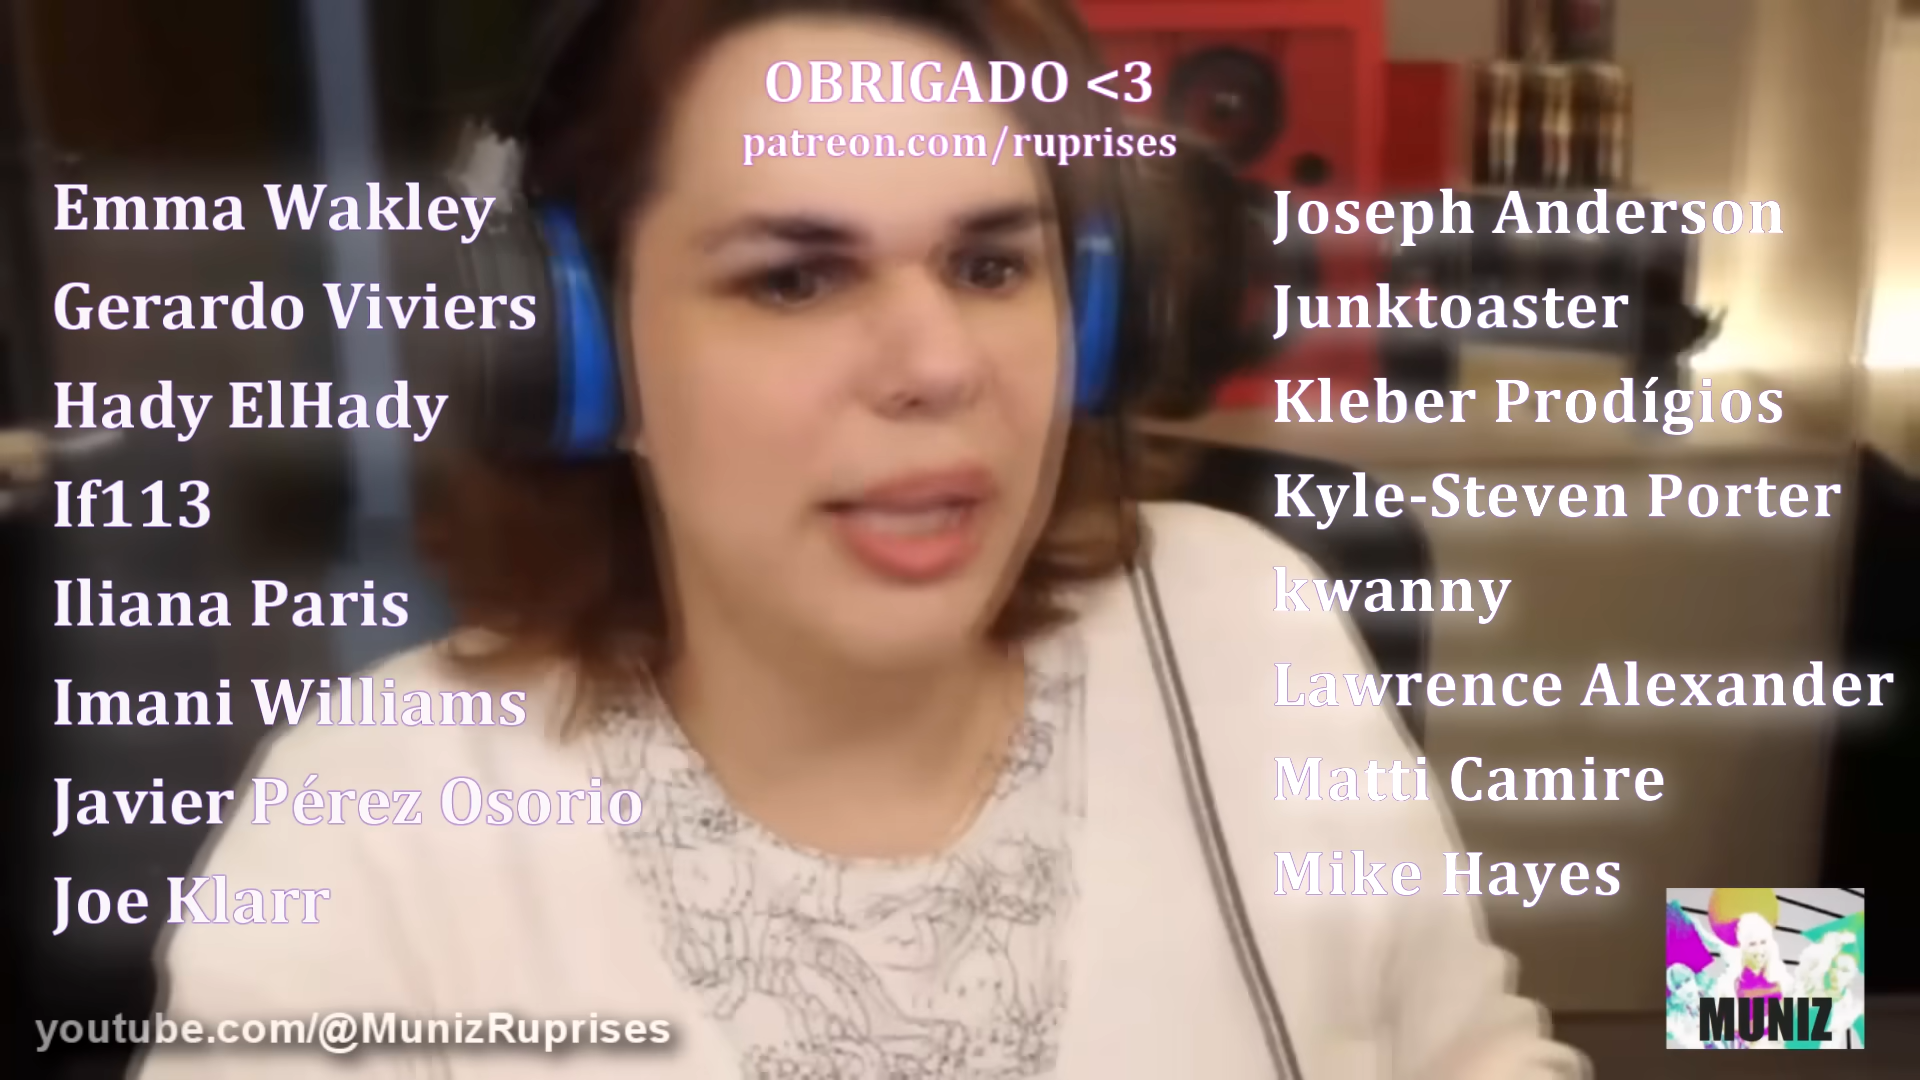 OBRIGADO <3
patreon.com/ruprises
Emma Wakley
Gerardo Viviers
Hady ElHady
If113
Iliana Paris
Imani Williams
Javier Pérez Osorio
Joe Klarr
Joseph Anderson
Junktoaster
Kleber Prodígios
Kyle-Steven Porter
kwanny
Lawrence Alexander
Matti Camire
Mike Hayes
youtube.com/@MunizRuprises
MUNIZ